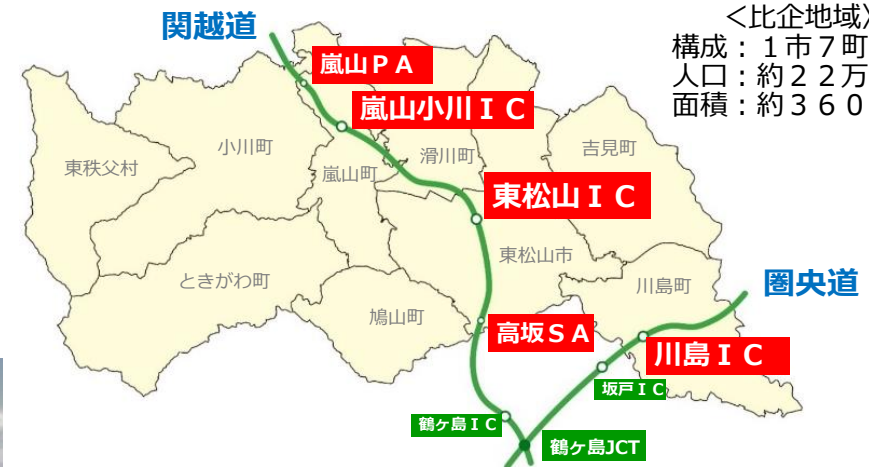 ＜比企地域＞
構成：１市７町
人口：約２２万
面積：約３６０
関越道
嵐山ＰＡ
嵐山小川ＩＣ
小川町
東秩父村
嵐山町
滑川町
吉見町
東松山ＩＣ
東松山市
ときがわ町
川島町
圏央道
鳩山町
高坂ＳＡ
川島ＩＣ
坂戸ＩＣ
鶴ヶ島ＩＣ
鶴ヶ島JCT